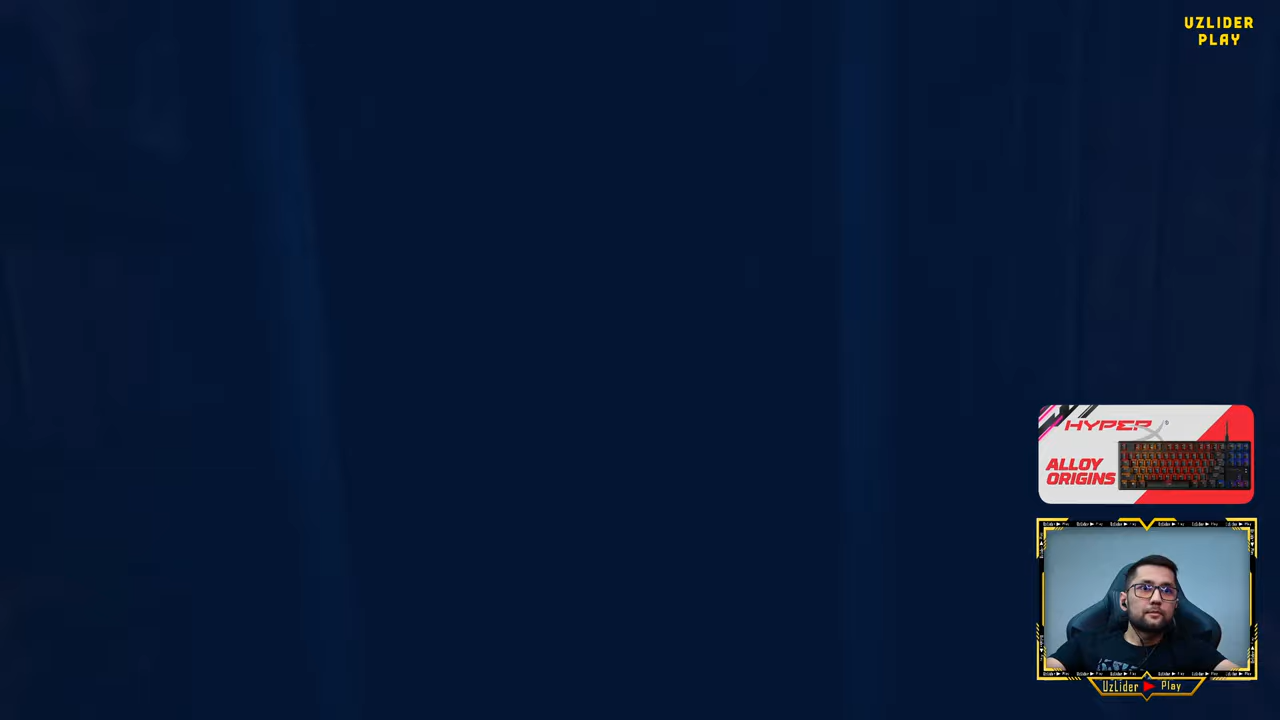 UZLIDER
PLAY
HYPERX
ALLOY
ORIGINS
UzLider Play